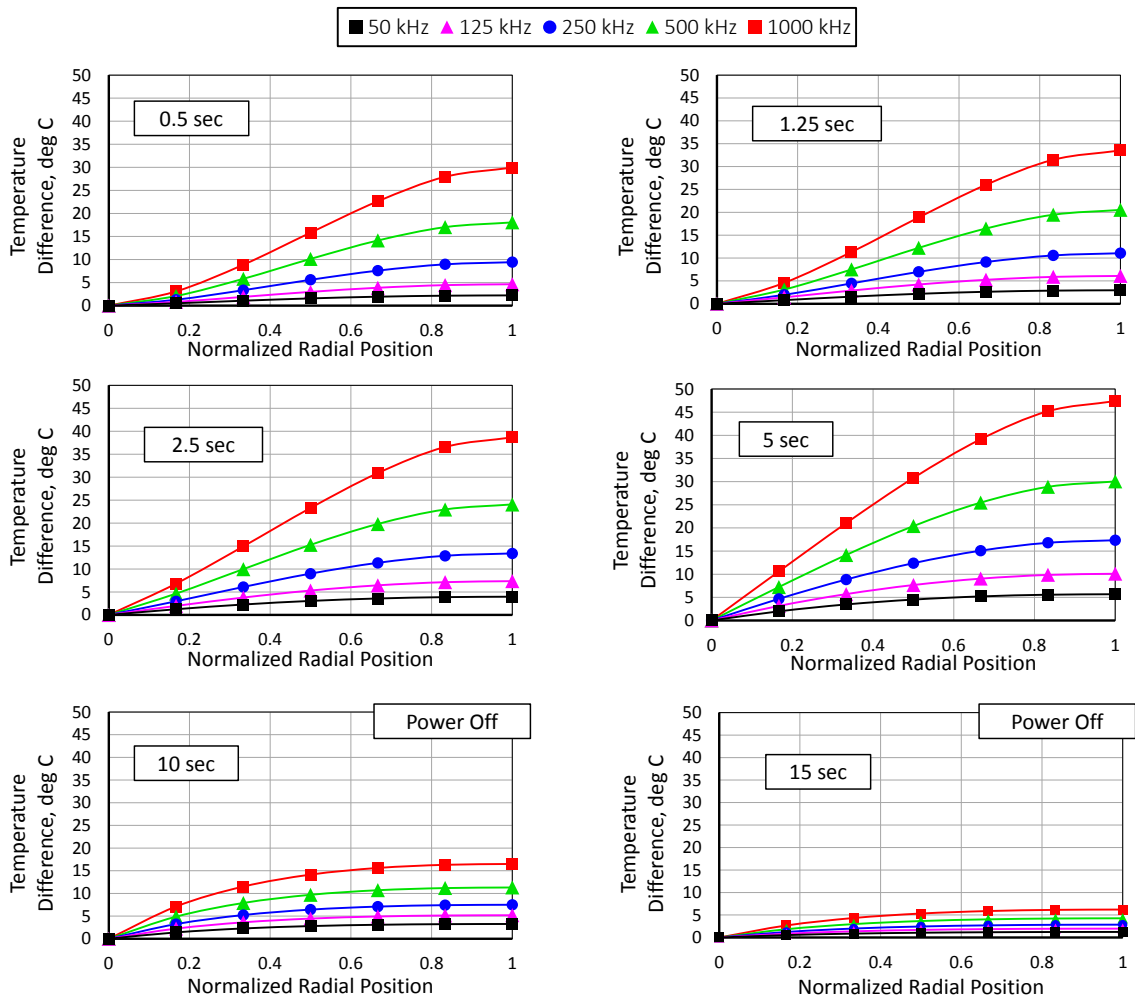 50 kHz 125 kHz 250 kHz 500 kHz 1000 kHz
50
45
40
35
30
25
20
15
10
5
0
Temperature
Difference, deg C
0.5 sec
0 0.2 0.4 0.6 0.8 1
Normalized Radial Position
50
45
40
35
30
25
20
15
10
5
0
Temperature
Difference, deg C
1.25 sec
0 0.2 0.4 0.6 0.8 1
Normalized Radial Position
50
45
40
35
30
25
20
15
10
5
0
Temperature
Difference, deg C
2.5 sec
0 0.2 0.4 0.6 0.8 1
Normalized Radial Position
50
45
40
35
30
25
20
15
10
5
0
Temperature
Difference, deg C
5 sec
0 0.2 0.4 0.6 0.8 1
Normalized Radial Position
Power Off
50
45
40
35
30
25
20
15
10
5
0
Temperature
Difference, deg C
10 sec
0 0.2 0.4 0.6 0.8 1
Normalized Radial Position
Power Off
50
45
40
35
30
25
20
15
10
5
0
Temperature
Difference, deg C
15 sec
0 0.2 0.4 0.6 0.8 1
Normalized Radial Position